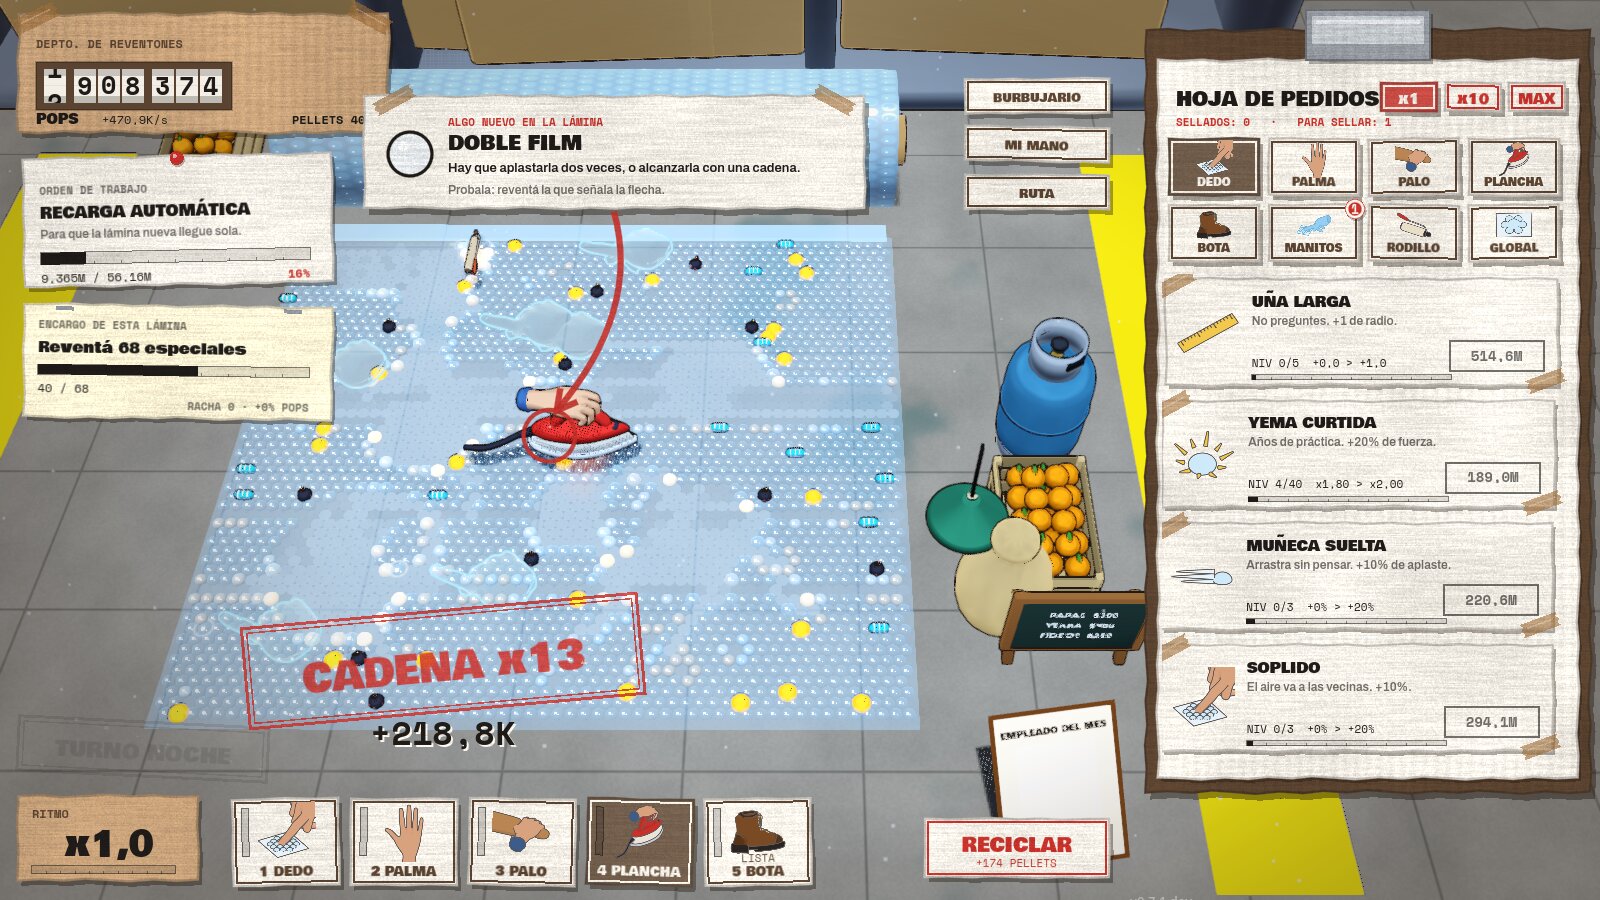 DEPTO. DE REVENTONES
908 374
POPS +470,9K/s PELLETS 40
ORDEN DE TRABAJO
RECARGA AUTOMÁTICA
Para que la lámina nueva llegue sola.
9.365M / 56.16M 16%
ENCARGO DE ESTA LÁMINA
Reventá 68 especiales
40 / 68
RACHA 0 · +0% POPS
ALGO NUEVO EN LA LÁMINA
DOBLE FILM
Hay que aplastarla dos veces, o alcanzarla con una cadena.
Probala: reventá la que señala la flecha.
BURBUJARIO
MI MANO
RUTA
HOJA DE PEDIDOS x1 x10 MAX
SELLADOS: 0 · PARA SELLAR: 1
DEDO PALMA PALO PLANCHA
1
BOTA MANITOS RODILLO GLOBAL
UÑA LARGA
No preguntes. +1 de radio.
NIV 0/5 +0,0 > +1,0 514,6M
YEMA CURTIDA
Años de práctica. +20% de fuerza.
NIV 4/40 x1,80 > x2,00 189,0M
MUÑECA SUELTA
Arrastra sin pensar. +10% de aplaste.
NIV 0/3 +0% > +20% 220,6M
SOPLIDO
El aire va a las vecinas. +10%.
NIV 0/3 +0% > +20% 294,1M
CADENA x13
+218,8K
TURNO NOCHE
EMPLEADO DEL MES
RITMO
x1,0
1 DEDO 2 PALMA 3 PALO 4 PLANCHA LISTA 5 BOTA
RECICLAR
+174 PELLETS